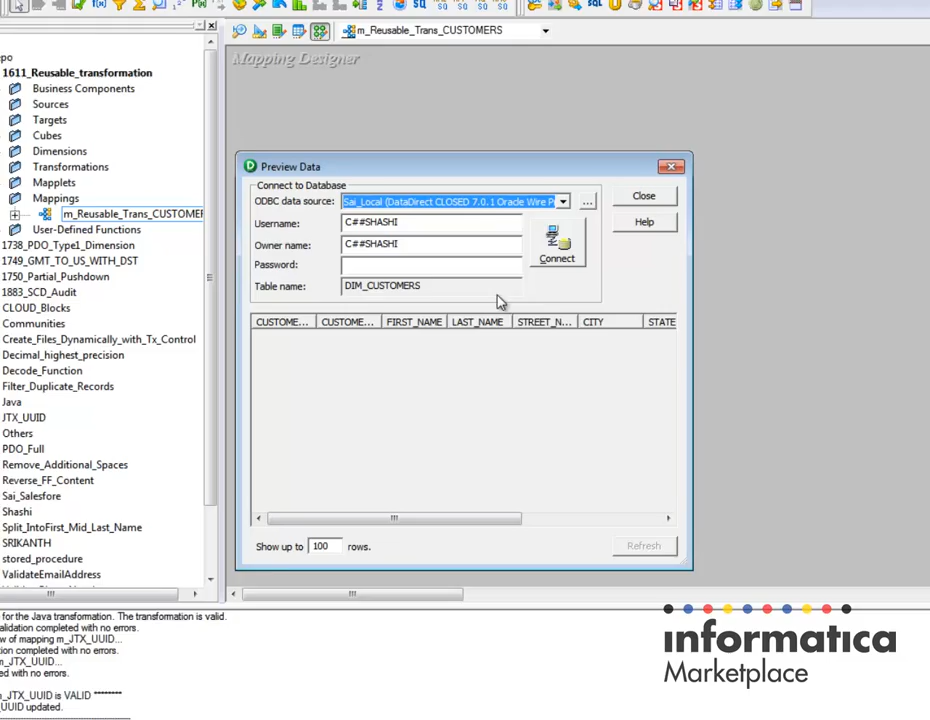 m_Reusable_Trans_CUSTOMERS
Mapping Designer
1611_Reusable_transformation
Business Components
Sources
Targets
Cubes
Dimensions
Transformations
Mapplets
Mappings
m_Reusable_Trans_CUSTOMER
User-Defined Functions
1738_PDO_Type1_Dimension
1749_GMT_TO_US_WITH_DST
1750_Partial_Pushdown
1883_SCD_Audit
CLOUD_Blocks
Communities
Create_Files_Dynamically_with_Tx_Control
Decimal_highest_precision
Decode_Function
Filter_Duplicate_Records
Java
JTX_UUID
Others
PDO_Full
Remove_Additional_Spaces
Reverse_FF_Content
Sai_Salesfore
Shashi
Split_IntoFirst_Mid_Last_Name
SRIKANTH
stored_procedure
ValidateEmailAddress
Preview Data
Connect to Database
ODBC data source: Sai_Local (DataDirect CLOSED 7.0.1 Oracle Wire P
...
Username: C##SHASHI
Owner name: C##SHASHI
Password:
Table name: DIM_CUSTOMERS
Connect
Close
Help
CUSTOME... CUSTOME... FIRST_NAME LAST_NAME STREET_N... CITY STATE
Show up to 100 rows.
Refresh
for the Java transformation. The transformation is valid.
alidation completed with no errors.
w of mapping m_JTX_UUID...
ion completed with no errors.
m_JTX_UUID...
ed with no errors.
m_JTX_UUID is VALID ********
_UUID updated.
informatica
Marketplace